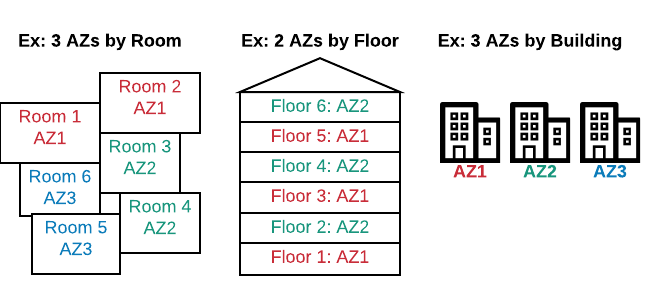 Ex: 3 AZs by Room
Room 1
AZ1
Room 2
AZ1
Room 3
AZ2
Room 6
AZ3
Room 4
AZ2
Room 5
AZ3
Ex: 2 AZs by Floor
Floor 6: AZ2
Floor 5: AZ1
Floor 4: AZ2
Floor 3: AZ1
Floor 2: AZ2
Floor 1: AZ1
Ex: 3 AZs by Building
AZ1 AZ2 AZ3